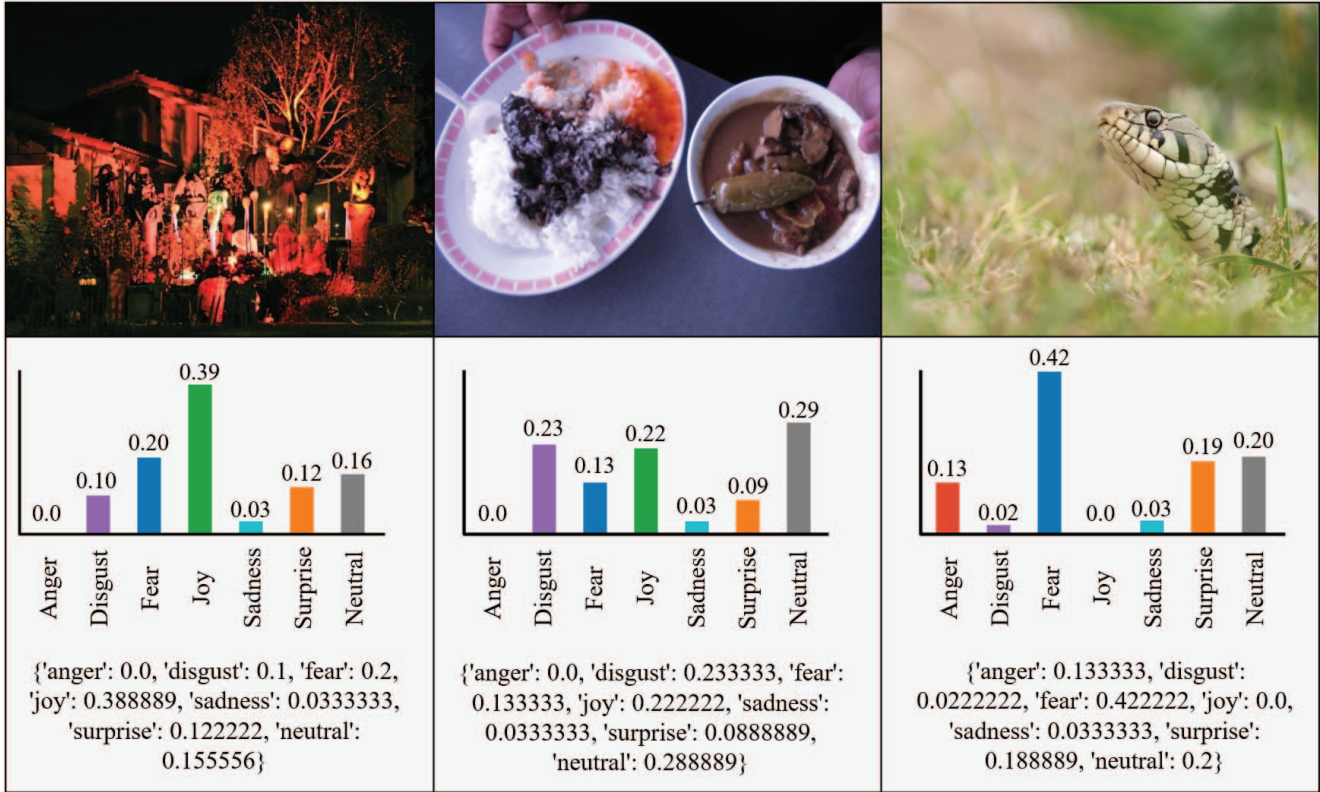 0.0
0.10
0.20
0.39
0.03
0.12
0.16
Anger
Disgust
Fear
Joy
Sadness
Surprise
Neutral
{'anger': 0.0, 'disgust': 0.1, 'fear': 0.2,
'joy': 0.388889, 'sadness': 0.0333333,
'surprise': 0.122222, 'neutral':
0.155556}
0.0
0.23
0.13
0.22
0.03
0.09
0.29
Anger
Disgust
Fear
Joy
Sadness
Surprise
Neutral
{'anger': 0.0, 'disgust': 0.233333, 'fear':
0.133333, 'joy': 0.222222, 'sadness':
0.0333333, 'surprise': 0.0888889,
'neutral': 0.288889}
0.13
0.02
0.42
0.0
0.03
0.19
0.20
Anger
Disgust
Fear
Joy
Sadness
Surprise
Neutral
{'anger': 0.133333, 'disgust':
0.0222222, 'fear': 0.422222, 'joy': 0.0,
'sadness': 0.0333333, 'surprise':
0.188889, 'neutral': 0.2}